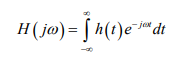 H(jω) = ∫_{-∞}^{∞} h(t)e^{-jωt} dt